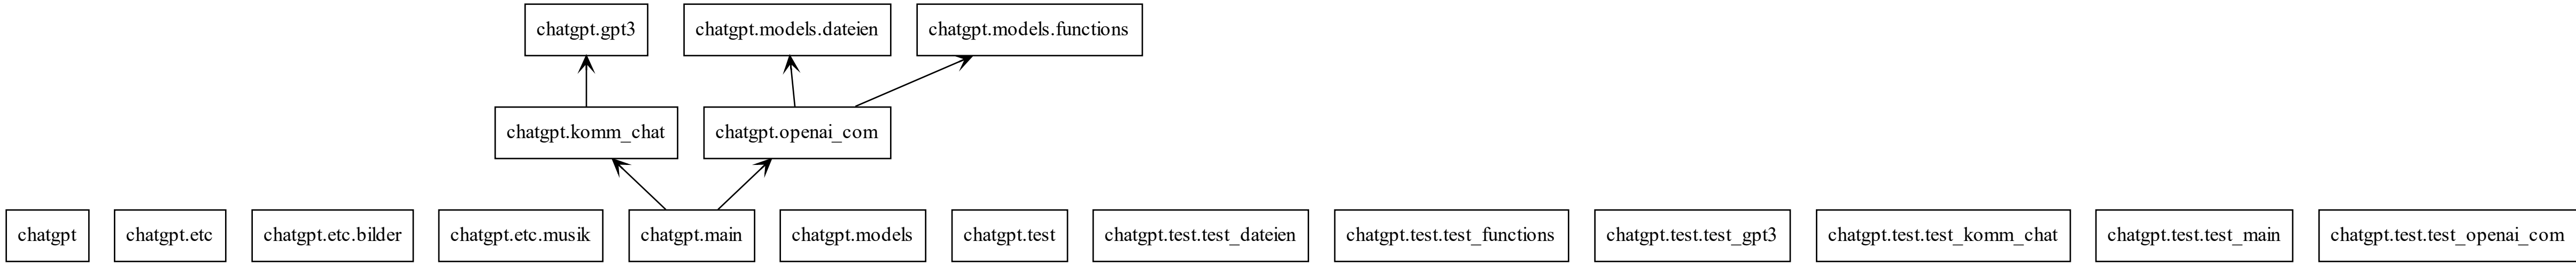 chatgpt.gpt3
chatgpt.models.dateien
chatgpt.models.functions
chatgpt.komm_chat
chatgpt.openai_com
chatgpt
chatgpt.etc
chatgpt.etc.bilder
chatgpt.etc.musik
chatgpt.main
chatgpt.models
chatgpt.test
chatgpt.test.test_dateien
chatgpt.test.test_functions
chatgpt.test.test_gpt3
chatgpt.test.test_komm_chat
chatgpt.test.test_main
chatgpt.test.test_openai_com